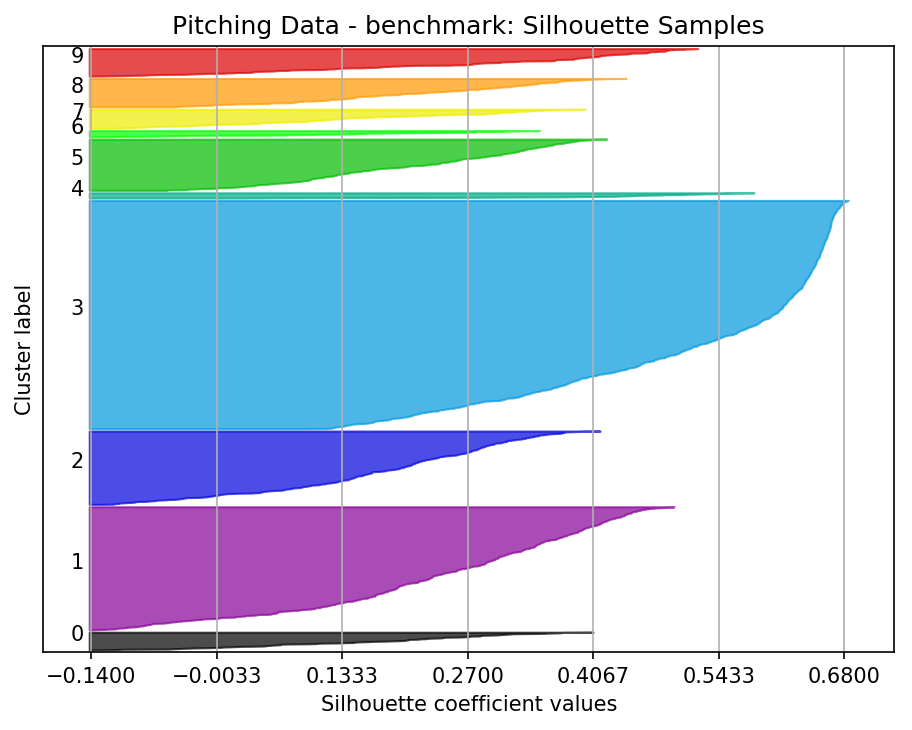 Pitching Data - benchmark: Silhouette Samples
Cluster label
9
8
7
6
5
4
3
2
1
0
−0.1400 −0.0033 0.1333 0.2700 0.4067 0.5433 0.6800
Silhouette coefficient values